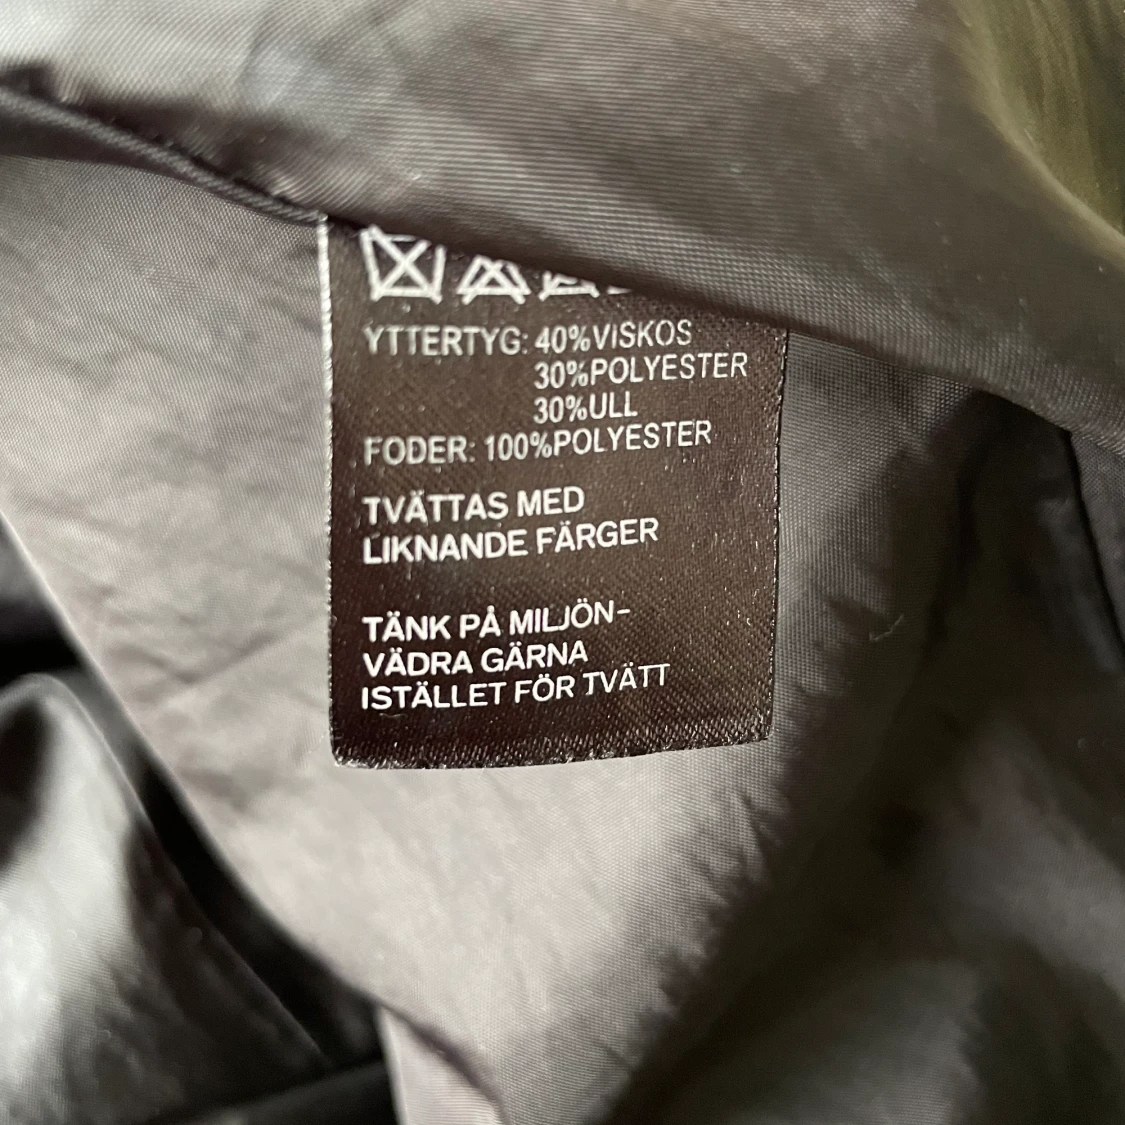 YTTERTYG: 40%VISKOS
30%POLYESTER
30%ULL
FODER: 100%POLYESTER
TVÄTTAS MED
LIKNANDE FÄRGER
TÄNK PÅ MILJÖN-
VÄDRA GÄRNA
ISTÄLLET FÖR TVÄTT